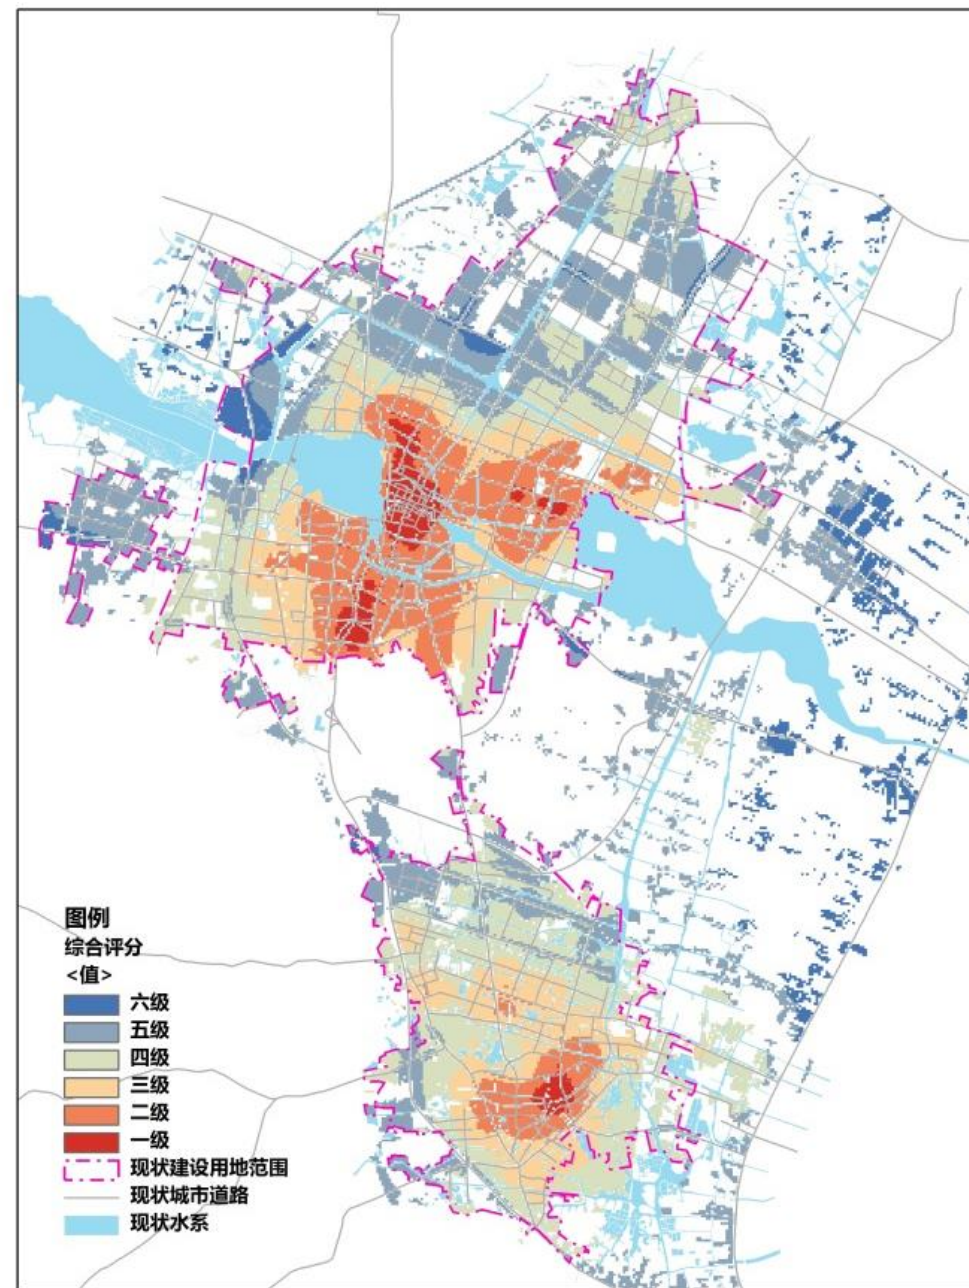 图例
综合评分
<值>
六级
五级
四级
三级
二级
一级
现状建设用地范围
现状城市道路
现状水系